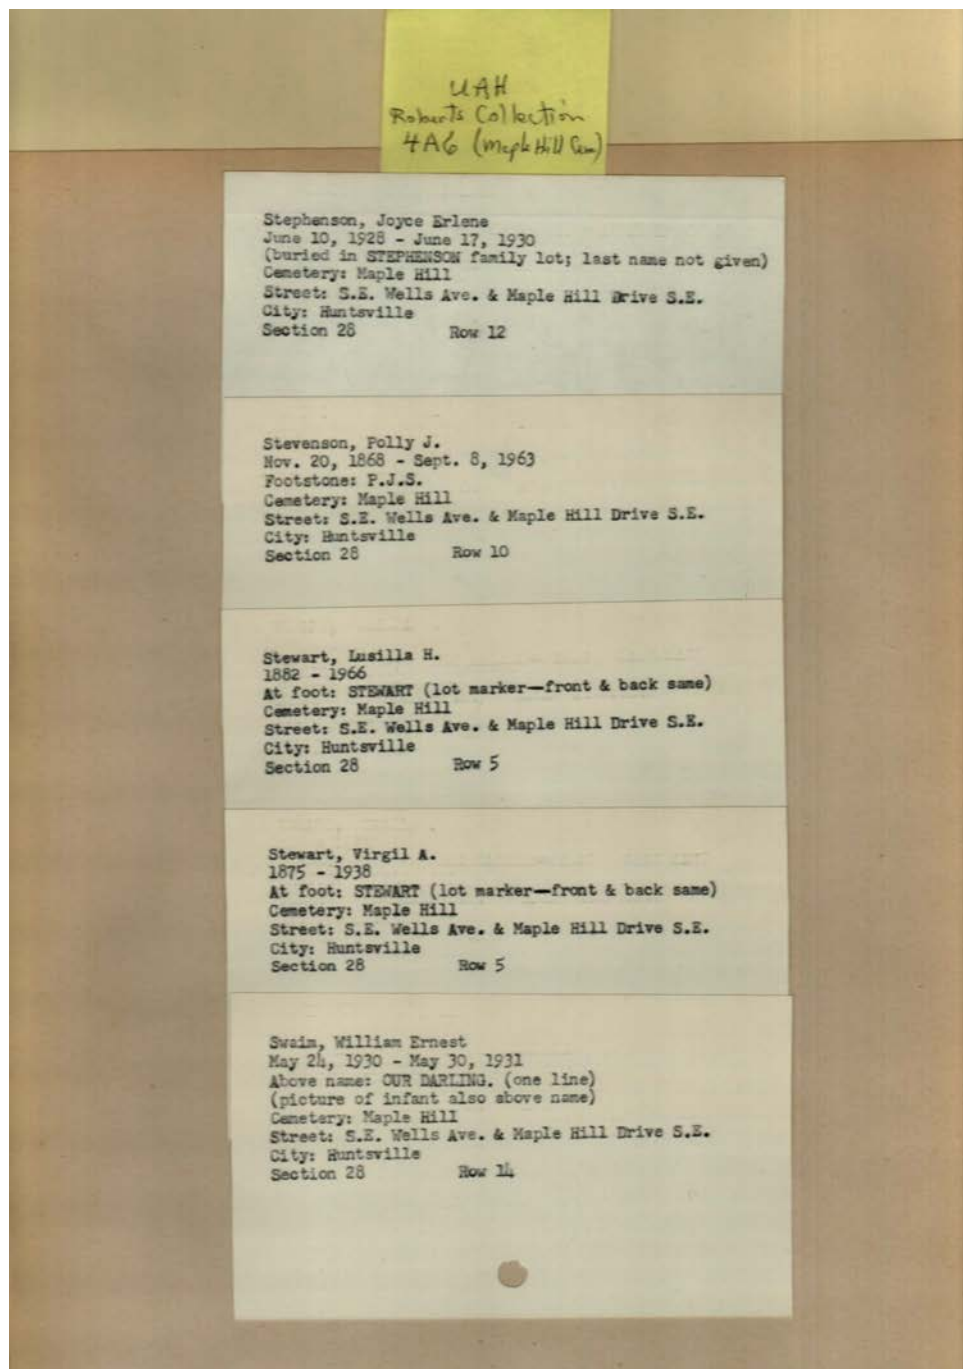 UAH
Roberts Collection
4A6 (Maple Hill Cem)
Stephenson, Joyce Erlene
June 10, 1928 - June 17, 1930
(buried in STEPHENSON family lot; last name not given)
Cemetery: Maple Hill
Street: S.E. Wells Ave. & Maple Hill Drive S.E.
City: Huntsville
Section 28 Row 12
Stevenson, Polly J.
Nov. 20, 1868 - Sept. 8, 1963
Footstone: P.J.S.
Cemetery: Maple Hill
Street: S.E. Wells Ave. & Maple Hill Drive S.E.
City: Huntsville
Section 28 Row 10
Stewart, Lusilla H.
1882 - 1966
At foot: STEWART (lot marker—front & back same)
Cemetery: Maple Hill
Street: S.E. Wells Ave. & Maple Hill Drive S.E.
City: Huntsville
Section 28 Row 5
Stewart, Virgil A.
1875 - 1938
At foot: STEWART (lot marker—front & back same)
Cemetery: Maple Hill
Street: S.E. Wells Ave. & Maple Hill Drive S.E.
City: Huntsville
Section 28 Row 5
Swaim, William Ernest
May 24, 1930 - May 30, 1931
Above name: OUR DARLING. (one line)
(picture of infant also above name)
Cemetery: Maple Hill
Street: S.E. Wells Ave. & Maple Hill Drive S.E.
City: Huntsville
Section 28 Row 14